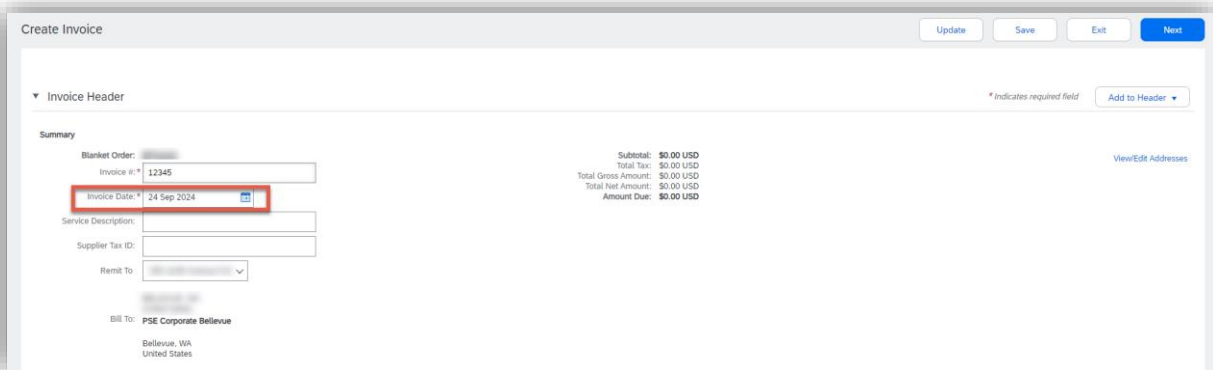 Create Invoice
Update
Save
Exit
Next
▼ Invoice Header
* Indicates required field
Add to Header ▼
Summary
Blanket Order:
Invoice #:* 12345
Invoice Date:* 24 Sep 2024
Service Description:
Supplier Tax ID:
Remit To
Bill To: PSE Corporate Bellevue
Bellevue, WA
United States
Subtotal: $0.00 USD
Total Tax: $0.00 USD
Total Gross Amount: $0.00 USD
Total Net Amount: $0.00 USD
Amount Due: $0.00 USD
View/Edit Addresses